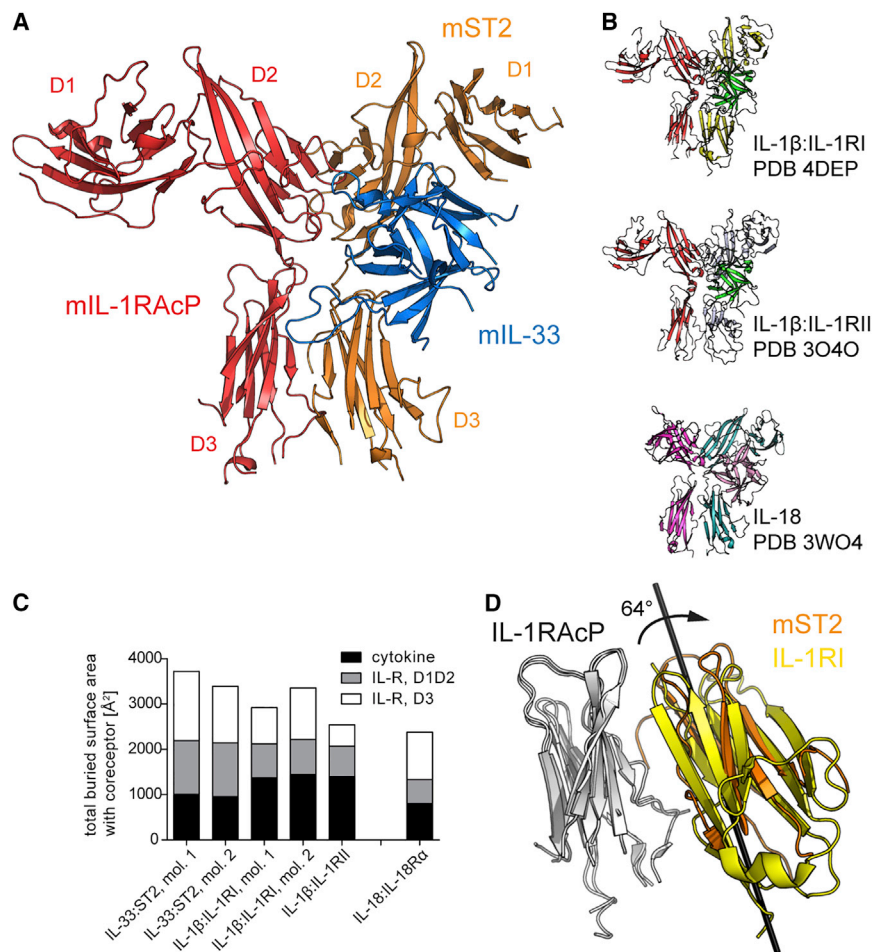 A
mST2
D1
D2
D2
D1
mIL-1RAcP
mIL-33
D3
D3
B
IL-1β:IL-1RI
PDB 4DEP
IL-1β:IL-1RII
PDB 3O4O
IL-18
PDB 3WO4
C
total buried surface area
with coreceptor [Å²]
4000
3000
2000
1000
0
cytokine
IL-R, D1D2
IL-R, D3
IL-33:ST2, mol. 1
IL-33:ST2, mol. 2
IL-1β:IL-1RI, mol. 1
IL-1β:IL-1RI, mol. 2
IL-1β:IL-1RII
IL-18:IL-18Rα
D
IL-1RAcP
64°
mST2
IL-1RI